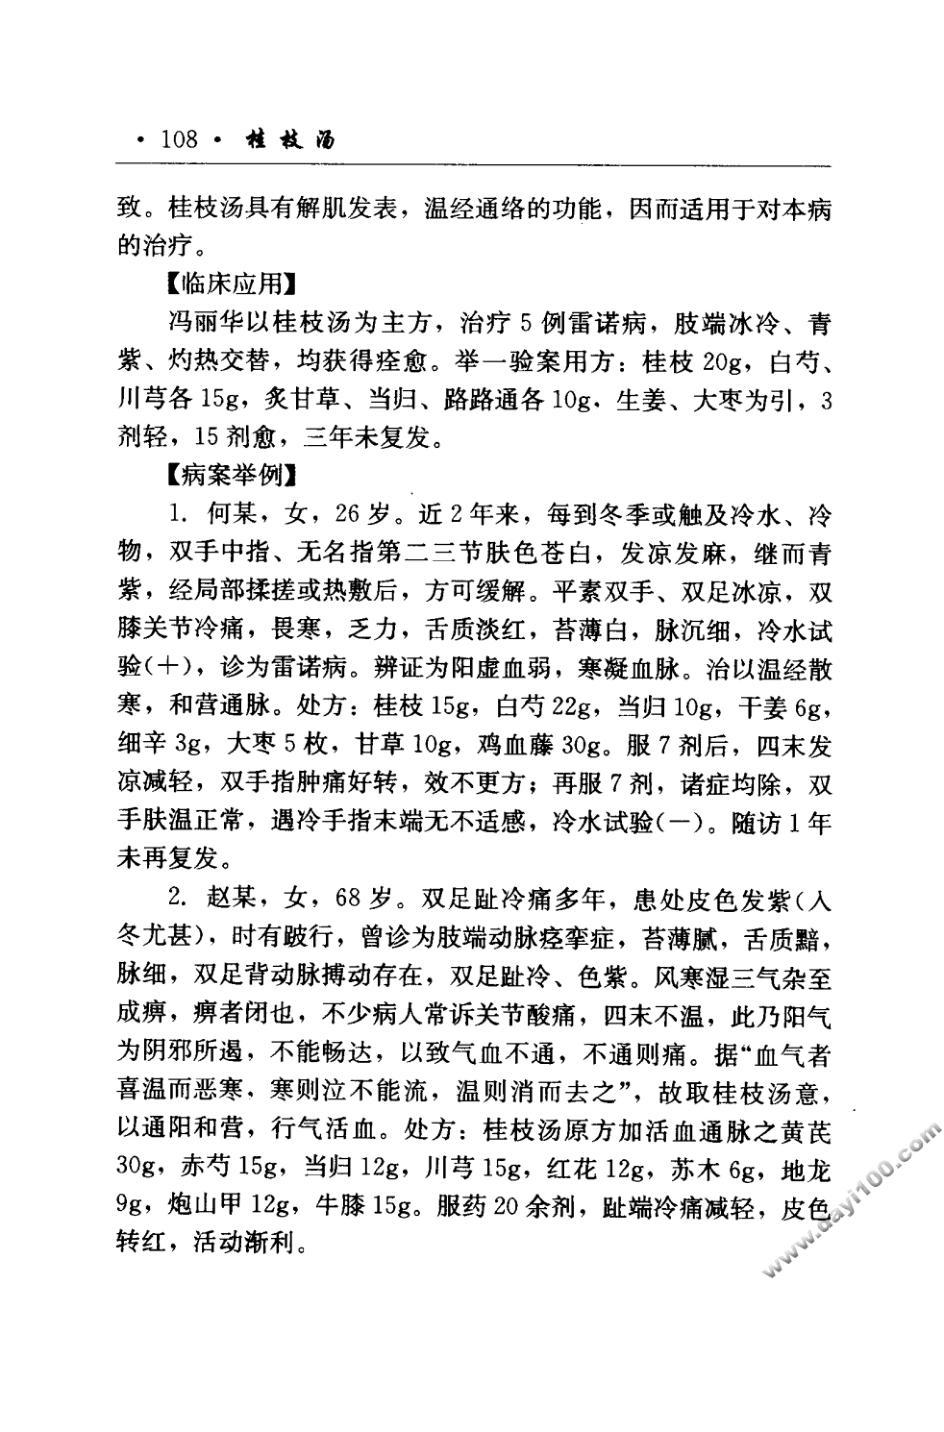 · 108 · 桂枝汤
致。桂枝汤具有解肌发表，温经通络的功能，因而适用于对本病
的治疗。
【临床应用】
冯丽华以桂枝汤为主方，治疗 5 例雷诺病，肢端冰冷、青
紫、灼热交替，均获得痊愈。举一验案用方：桂枝 20g，白芍、
川芎各 15g，炙甘草、当归、路路通各 10g．生姜、大枣为引，3
剂轻，15 剂愈，三年未复发。
【病案举例】
1. 何某，女，26 岁。近 2 年来，每到冬季或触及冷水、冷
物，双手中指、无名指第二三节肤色苍白，发凉发麻，继而青
紫，经局部揉搓或热敷后，方可缓解。平素双手、双足冰凉，双
膝关节冷痛，畏寒，乏力，舌质淡红，苔薄白，脉沉细，冷水试
验(＋)，诊为雷诺病。辨证为阳虚血弱，寒凝血脉。治以温经散
寒，和营通脉。处方：桂枝 15g，白芍 22g，当归 10g，干姜 6g，
细辛 3g，大枣 5 枚，甘草 10g，鸡血藤 30g。服 7 剂后，四末发
凉减轻，双手指肿痛好转，效不更方；再服 7 剂，诸症均除，双
手肤温正常，遇冷手指末端无不适感，冷水试验(－)。随访 1 年
未再复发。
2. 赵某，女，68 岁。双足趾冷痛多年，患处皮色发紫(入
冬尤甚)，时有跛行，曾诊为肢端动脉痉挛症，苔薄腻，舌质黯，
脉细，双足背动脉搏动存在，双足趾冷、色紫。风寒湿三气杂至
成痹，痹者闭也，不少病人常诉关节酸痛，四末不温，此乃阳气
为阴邪所遏，不能畅达，以致气血不通，不通则痛。据“血气者
喜温而恶寒，寒则泣不能流，温则消而去之”，故取桂枝汤意，
以通阳和营，行气活血。处方：桂枝汤原方加活血通脉之黄芪
30g，赤芍 15g，当归 12g，川芎 15g，红花 12g，苏木 6g，地龙
9g，炮山甲 12g，牛膝 15g。服药 20 余剂，趾端冷痛减轻，皮色
转红，活动渐利。
www.dayi100.com